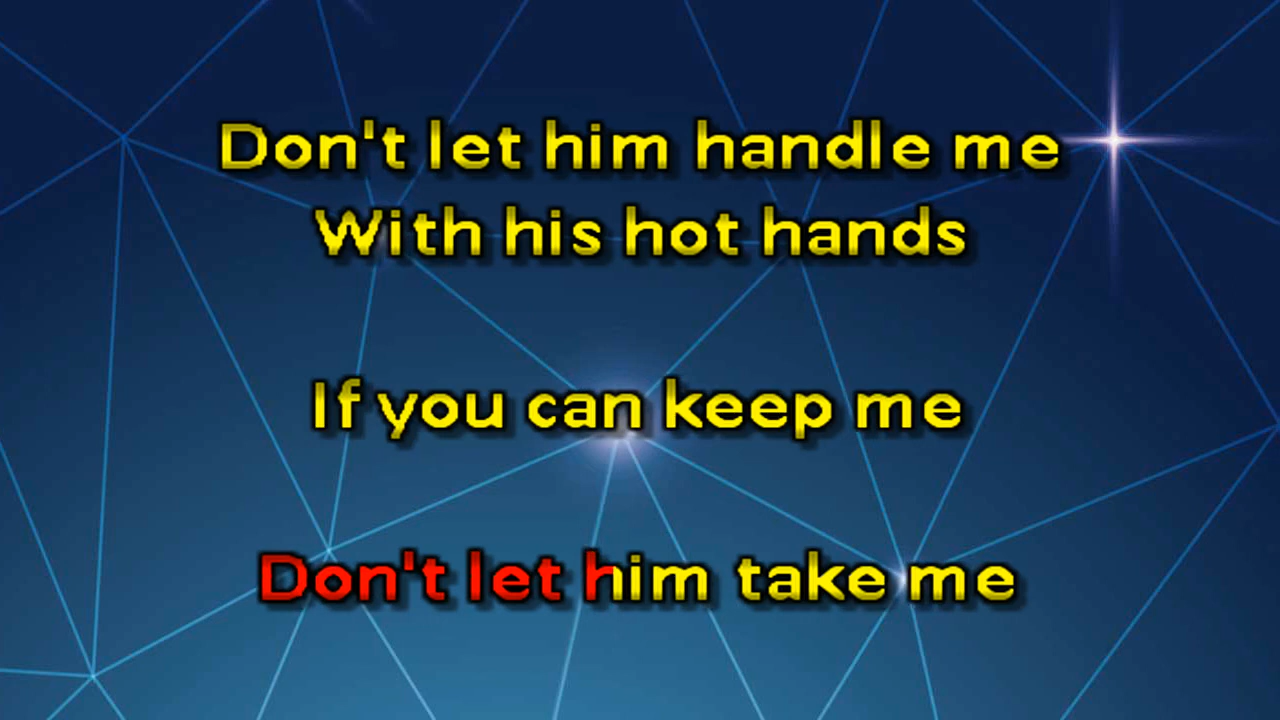 Don't let him handle me
With his hot hands
If you can keep me
Don't let him take me